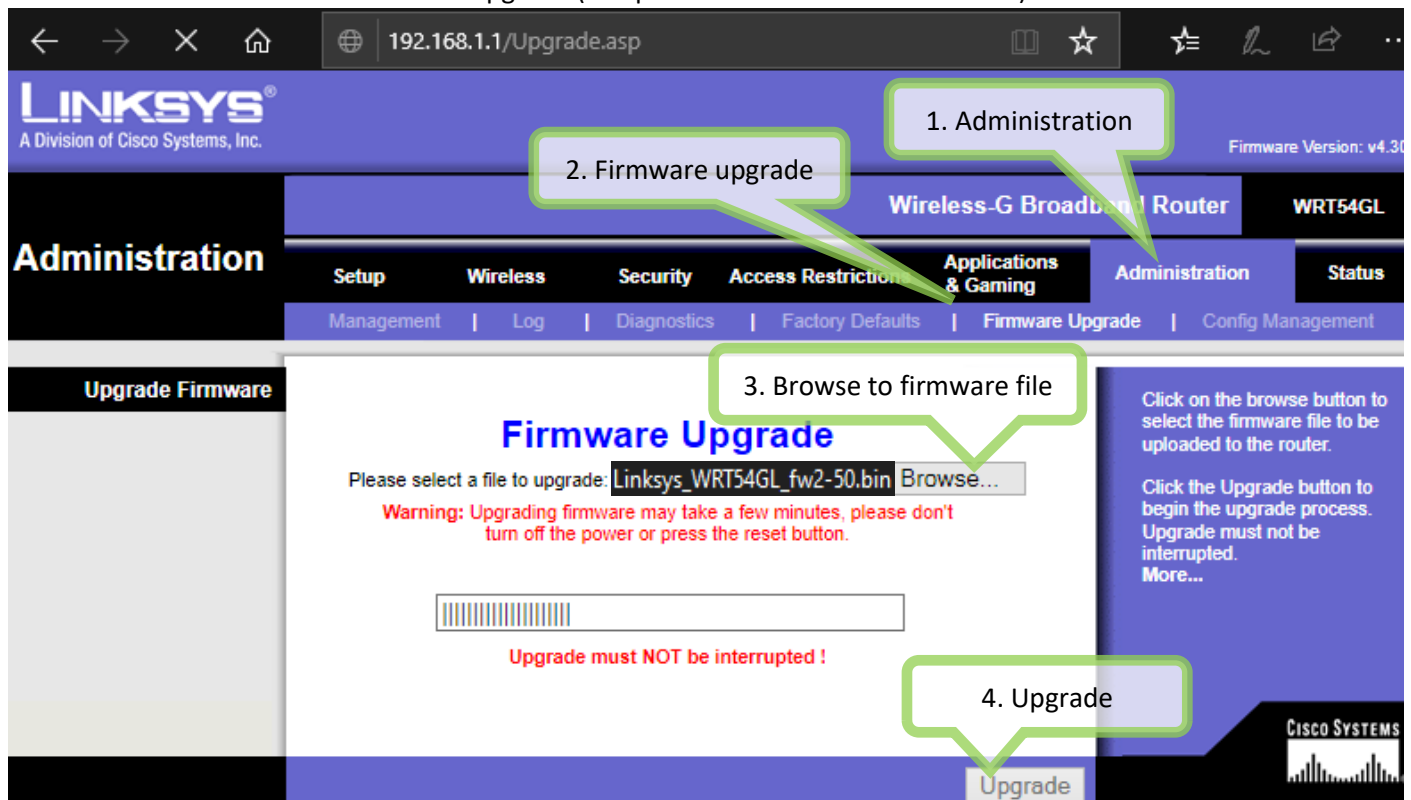 192.168.1.1/Upgrade.asp
LINKSYS®
A Division of Cisco Systems, Inc.
1. Administration
Firmware Version: v4.30
2. Firmware upgrade
Wireless-G Broadband Router WRT54GL
Administration
Setup Wireless Security Access Restrictions Applications & Gaming Administration Status
Management | Log | Diagnostics | Factory Defaults | Firmware Upgrade | Config Management
Upgrade Firmware
3. Browse to firmware file
Firmware Upgrade
Please select a file to upgrade: Linksys_WRT54GL_fw2-50.bin Browse...
Warning: Upgrading firmware may take a few minutes, please don't
turn off the power or press the reset button.
Upgrade must NOT be interrupted !
Click on the browse button to
select the firmware file to be
uploaded to the router.
Click the Upgrade button to
begin the upgrade process.
Upgrade must not be
interrupted.
More...
4. Upgrade
Upgrade
CISCO SYSTEMS